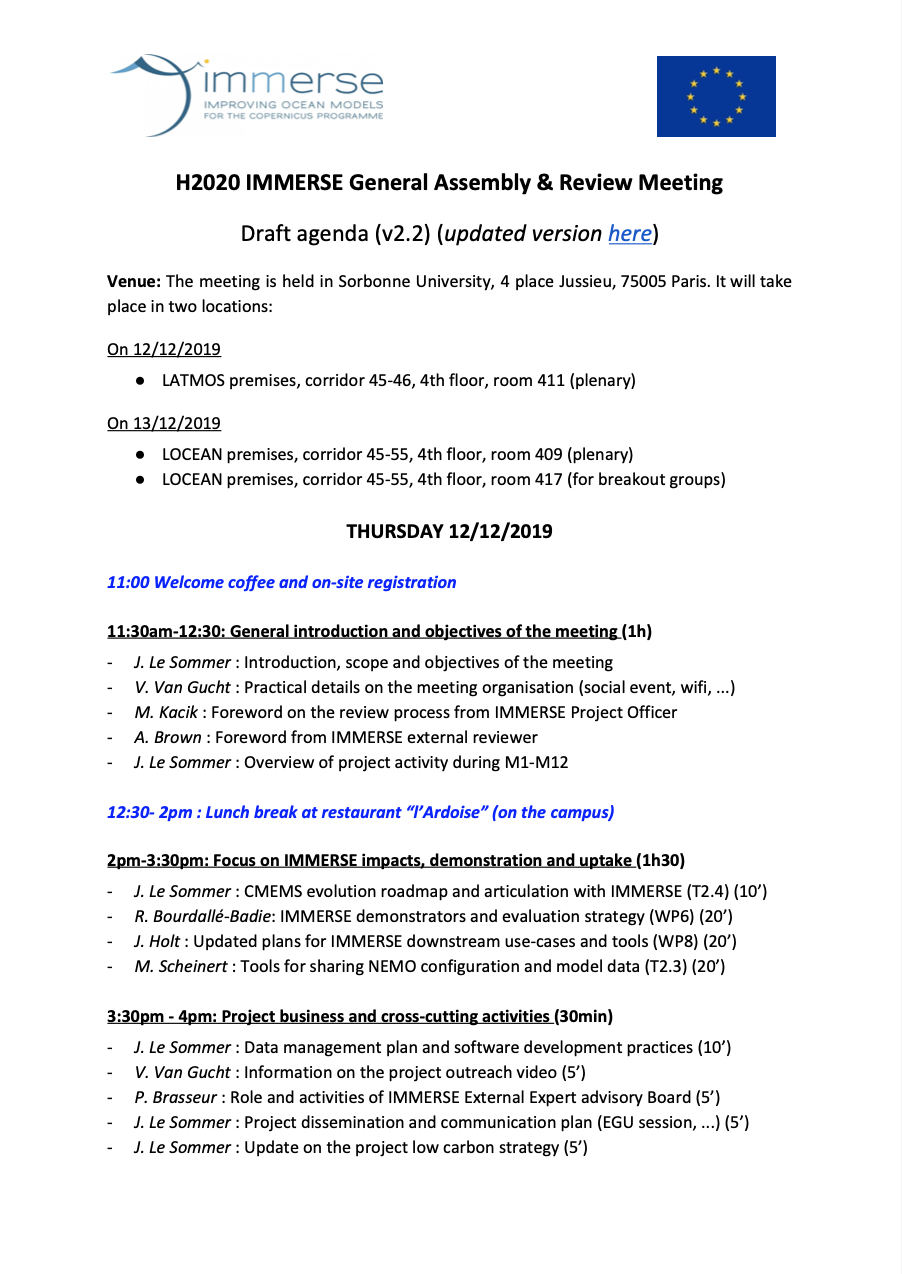 immerse
IMPROVING OCEAN MODELS
FOR THE COPERNICUS PROGRAMME
H2020 IMMERSE General Assembly & Review Meeting
Draft agenda (v2.2) (updated version here)
Venue: The meeting is held in Sorbonne University, 4 place Jussieu, 75005 Paris. It will take
place in two locations:
On 12/12/2019
● LATMOS premises, corridor 45-46, 4th floor, room 411 (plenary)
On 13/12/2019
● LOCEAN premises, corridor 45-55, 4th floor, room 409 (plenary)
● LOCEAN premises, corridor 45-55, 4th floor, room 417 (for breakout groups)
THURSDAY 12/12/2019
11:00 Welcome coffee and on-site registration
11:30am-12:30: General introduction and objectives of the meeting (1h)
- J. Le Sommer : Introduction, scope and objectives of the meeting
- V. Van Gucht : Practical details on the meeting organisation (social event, wifi, ...)
- M. Kacik : Foreword on the review process from IMMERSE Project Officer
- A. Brown : Foreword from IMMERSE external reviewer
- J. Le Sommer : Overview of project activity during M1-M12
12:30- 2pm : Lunch break at restaurant “l’Ardoise” (on the campus)
2pm-3:30pm: Focus on IMMERSE impacts, demonstration and uptake (1h30)
- J. Le Sommer : CMEMS evolution roadmap and articulation with IMMERSE (T2.4) (10’)
- R. Bourdallé-Badie: IMMERSE demonstrators and evaluation strategy (WP6) (20’)
- J. Holt : Updated plans for IMMERSE downstream use-cases and tools (WP8) (20’)
- M. Scheinert : Tools for sharing NEMO configuration and model data (T2.3) (20’)
3:30pm - 4pm: Project business and cross-cutting activities (30min)
- J. Le Sommer : Data management plan and software development practices (10’)
- V. Van Gucht : Information on the project outreach video (5’)
- P. Brasseur : Role and activities of IMMERSE External Expert advisory Board (5’)
- J. Le Sommer : Project dissemination and communication plan (EGU session, ...) (5’)
- J. Le Sommer : Update on the project low carbon strategy (5’)